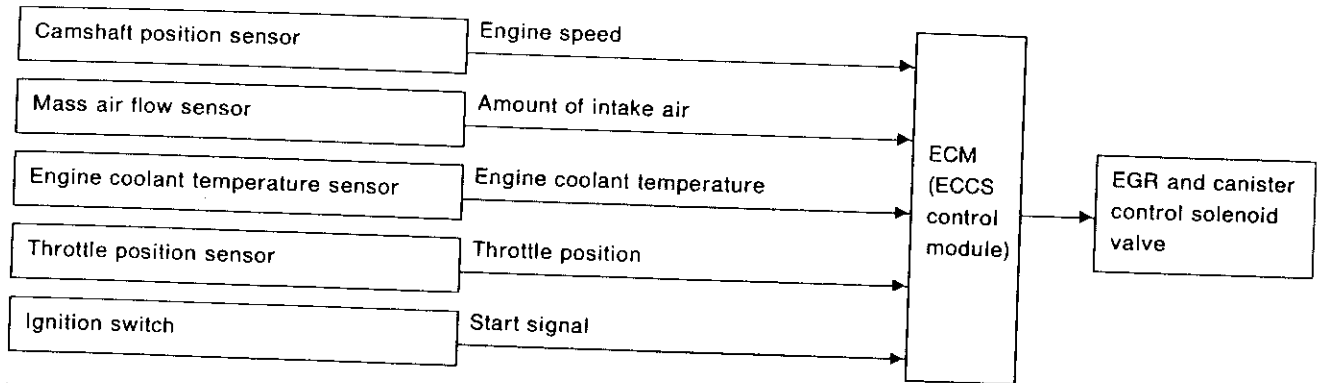 Camshaft position sensor
Engine speed
Mass air flow sensor
Amount of intake air
Engine coolant temperature sensor
Engine coolant temperature
Throttle position sensor
Throttle position
Ignition switch
Start signal
ECM
(ECCS
control
module)
EGR and canister
control solenoid
valve